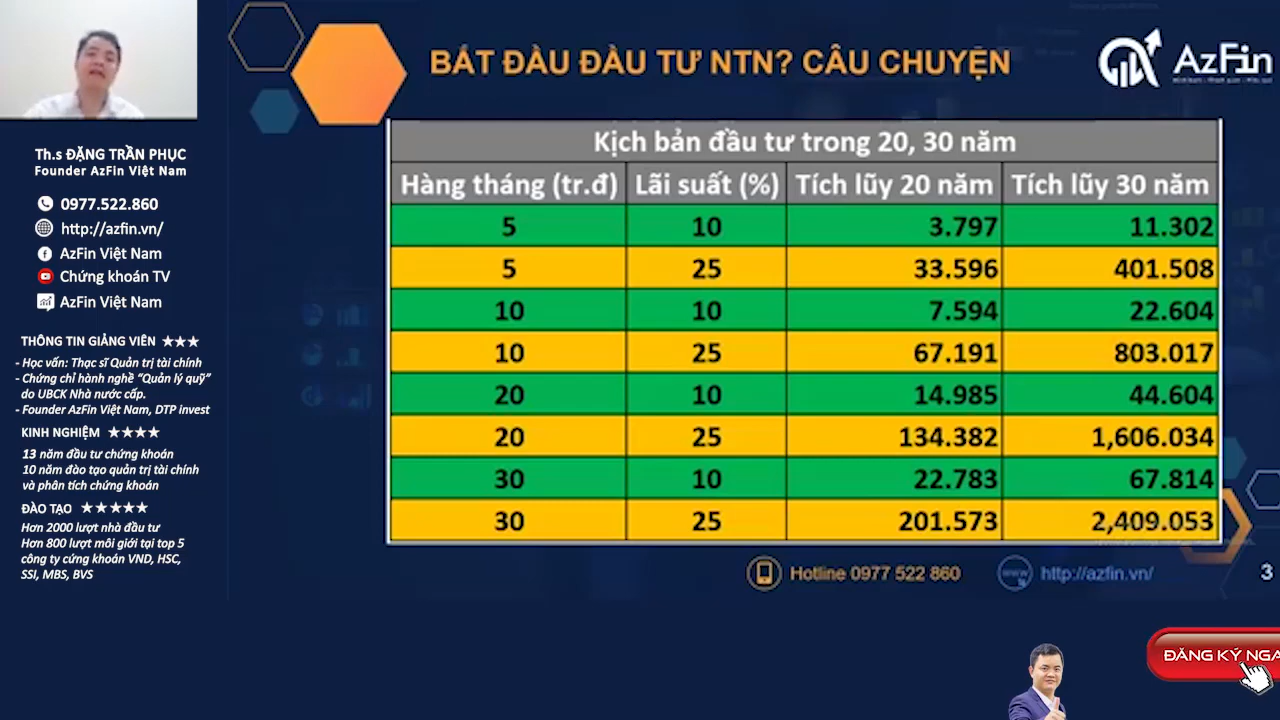 BẮT ĐẦU ĐẦU TƯ NTN? CÂU CHUYỆN
AzFin
Th.s ĐẶNG TRẦN PHỤC
Founder AzFin Việt Nam
0977.522.860
http://azfin.vn/
AzFin Việt Nam
Chứng khoán TV
AzFin Việt Nam
THÔNG TIN GIẢNG VIÊN ★★★
- Học vấn: Thạc sĩ Quản trị tài chính
- Chứng chỉ hành nghề "Quản lý quỹ"
do UBCK Nhà nước cấp.
- Founder AzFin Việt Nam, DTP invest
KINH NGHIỆM ★★★★
13 năm đầu tư chứng khoán
10 năm đào tạo quản trị tài chính
và phân tích chứng khoán
ĐÀO TẠO ★★★★★
Hơn 2000 lượt nhà đầu tư
Hơn 800 lượt môi giới tại top 5
công ty cứng khoán VND, HSC,
SSI, MBS, BVS
Kịch bản đầu tư trong 20, 30 năm
Hàng tháng (tr.đ) Lãi suất (%) Tích lũy 20 năm Tích lũy 30 năm
5 10 3.797 11.302
5 25 33.596 401.508
10 10 7.594 22.604
10 25 67.191 803.017
20 10 14.985 44.604
20 25 134.382 1,606.034
30 10 22.783 67.814
30 25 201.573 2,409.053
Hotline 0977 522 860
www
http://azfin.vn/
3
ĐĂNG KÝ NGA